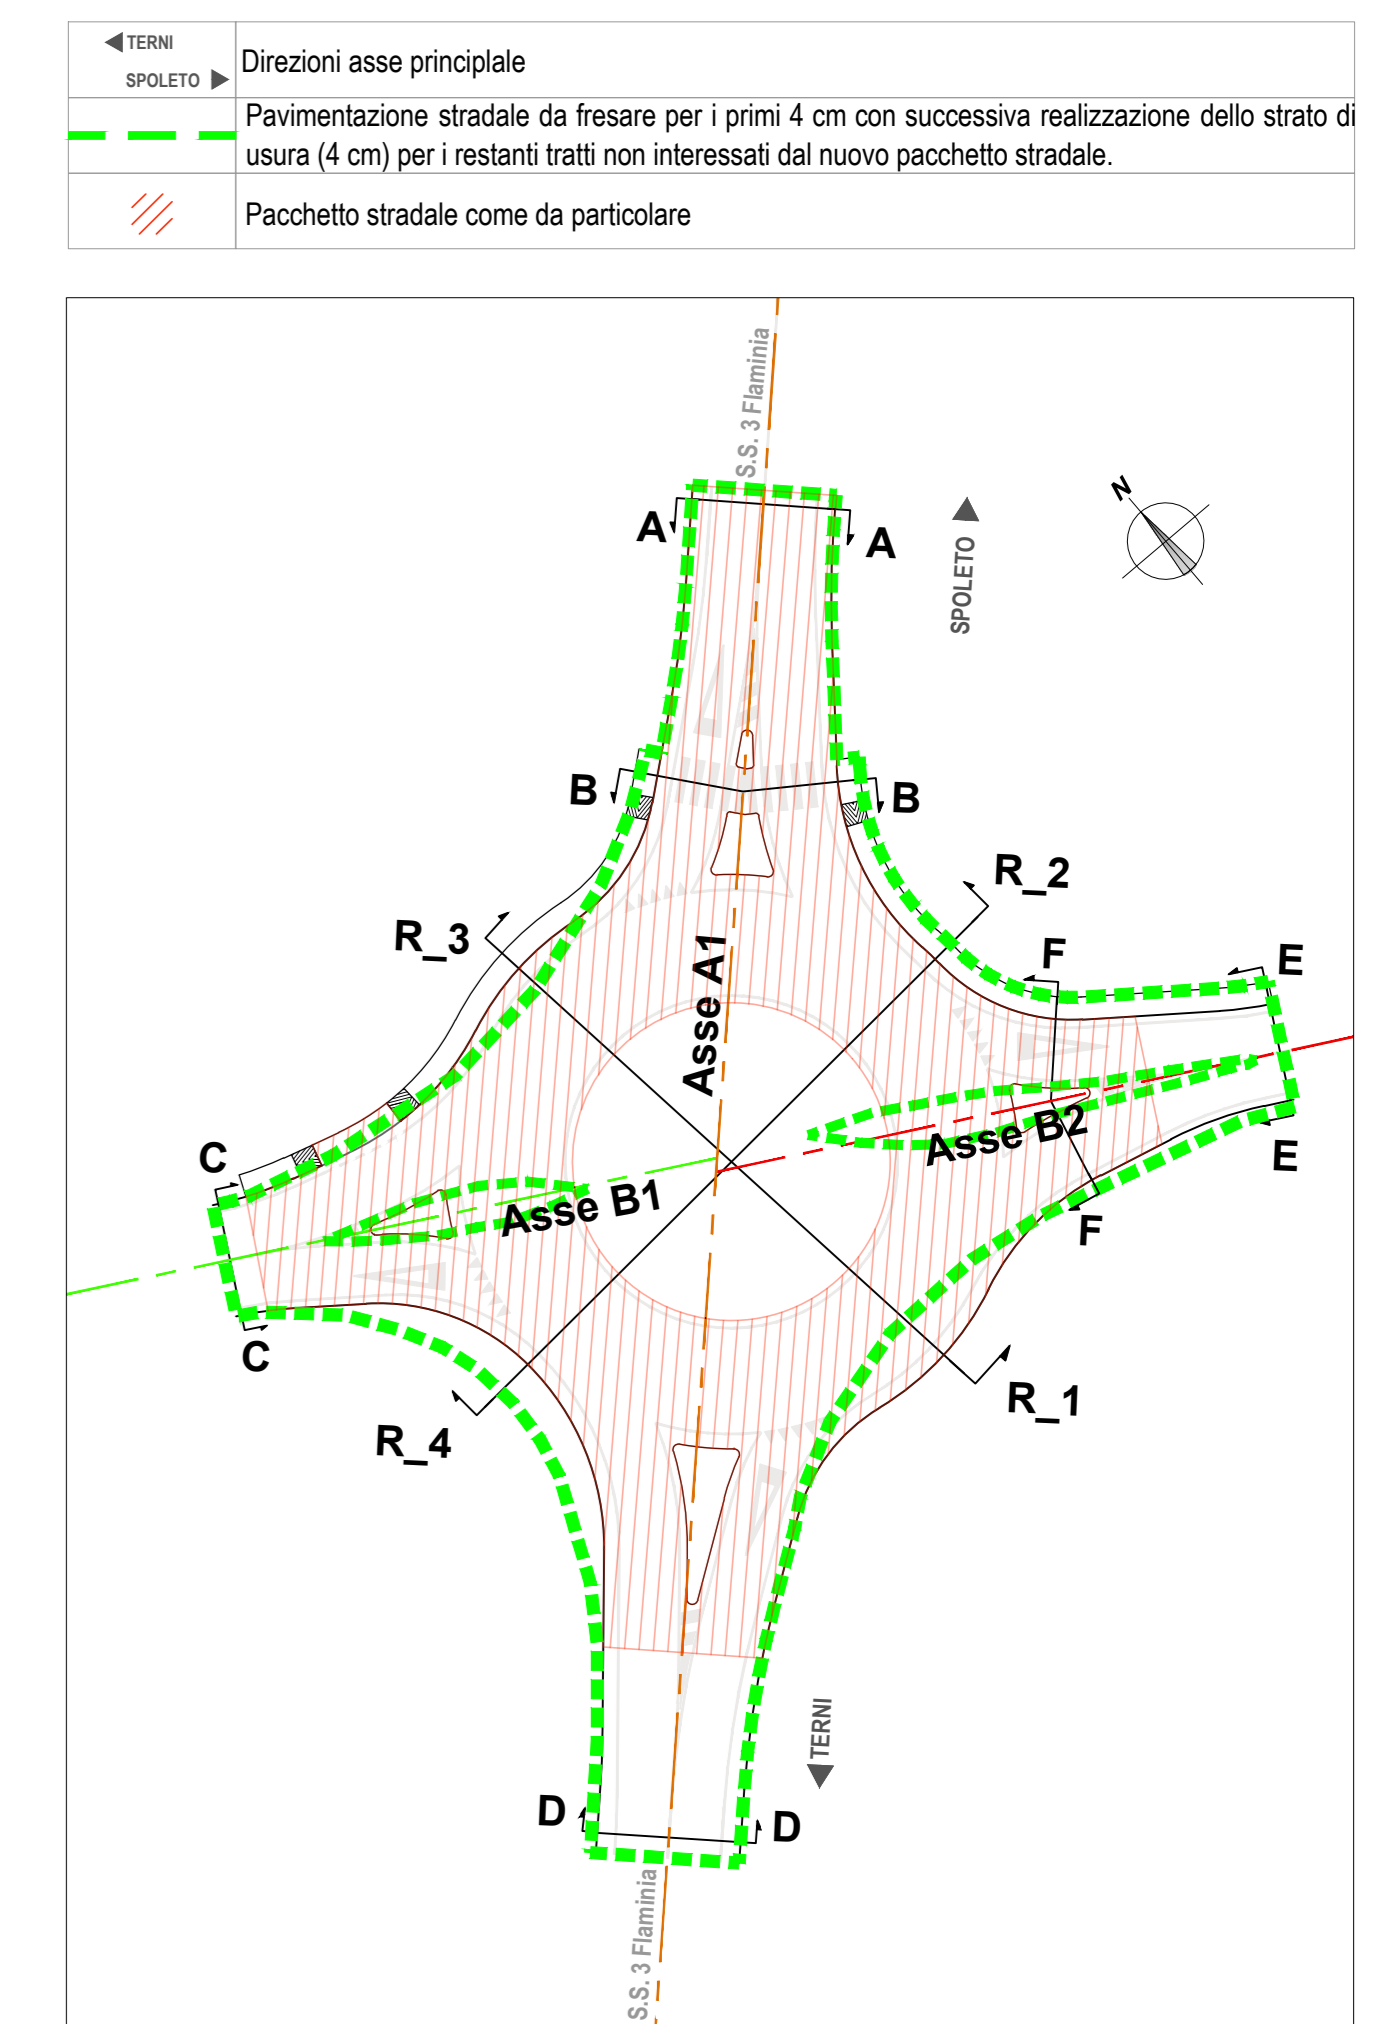 TERNI
SPOLETO
Direzioni asse principlale
Pavimentazione stradale da fresare per i primi 4 cm con successiva realizzazione dello strato di
usura (4 cm) per i restanti tratti non interessati dal nuovo pacchetto stradale.
Pacchetto stradale come da particolare
S.S. 3 Flaminia
N
A
A
SPOLETO
B
B
R_2
R_3
F
E
Asse A1
Asse B2
C
E
Asse B1
F
C
R_1
R_4
TERNI
D
D
S.S. 3 Flaminia